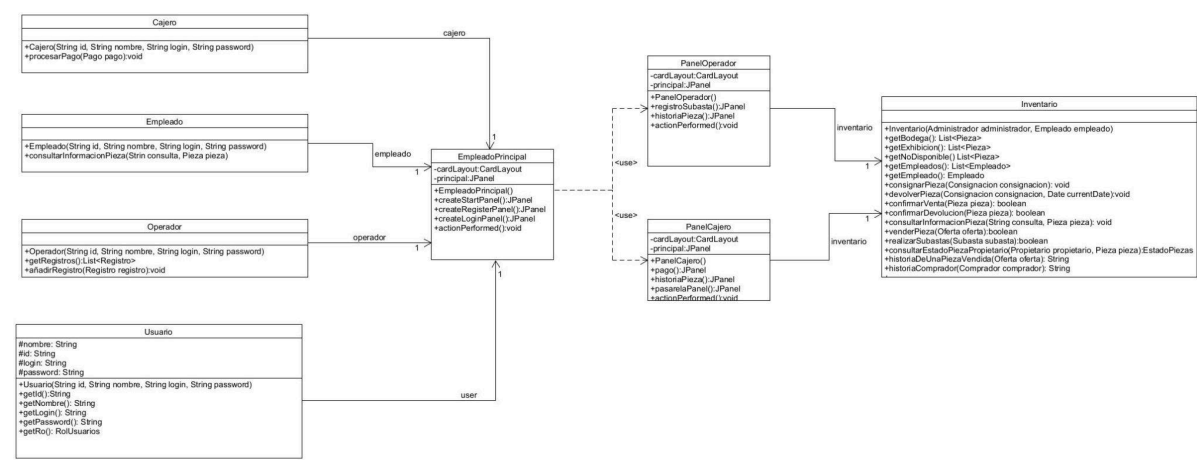 Cajero
+Cajero(String id, String nombre, String login, String password)
+procesarPago(Pago pago):void
cajero
1
Empleado
+Empleado(String id, String nombre, String login, String password)
+consultarInformacionPieza(Strin consulta, Pieza pieza)
empleado
1
Operador
+Operador(String id, String nombre, String login, String password)
+getRegistros():List<Registro>
+añadirRegistro(Registro registro):void
operador
1
Usuario
#nombre: String
#id: String
#login: String
#password: String
+Usuario(String id, String nombre, String login, String password)
+getId():String
+getNombre(): String
+getLogin(): String
+getPassword(): String
+getRo(): RolUsuarios
user
1
EmpleadoPrincipal
-cardLayout:CardLayout
-principal:JPanel
+EmpleadoPrincipal()
+createStartPanel():JPanel
+createRegisterPanel():JPanel
+createLoginPanel():JPanel
+actionPerformed():void
<use>
<use>
PanelOperador
-cardLayout:CardLayout
-principal:JPanel
+PanelOperador()
+registroSubasta():JPanel
+historiaPieza():JPanel
+actionPerformed():void
inventario
1
PanelCajero
-cardLayout:CardLayout
-principal:JPanel
+PanelCajero()
+pago():JPanel
+historiaPieza():JPanel
+pasarelaPanel():JPanel
+actionPerformed():void
inventario
1
Inventario
+Inventario(Administrador administrador, Empleado empleado)
+getBodega(): List<Pieza>
+getExhibicion(): List<Pieza>
+getNoDisponible() List<Pieza>
+getEmpleados(): List<Empleado>
+getEmpleado(): Empleado
+consignarPieza(Consignacion consignacion): void
+devolverPieza(Consignacion consignacion, Date currentDate):void
+confirmarVenta(Pieza pieza): boolean
+confirmarDevolucion(Pieza pieza): boolean
+consultarInformacionPieza(String consulta, Pieza pieza): void
+venderPieza(Oferta oferta):boolean
+realizarSubastas(Subasta subasta):boolean
+consultarEstadoPiezaPropietario(Propietario propietario, Pieza pieza):EstadoPiezas
+historiaDeUnaPiezaVendida(Oferta oferta): String
+historiaComprador(Comprador comprador): String